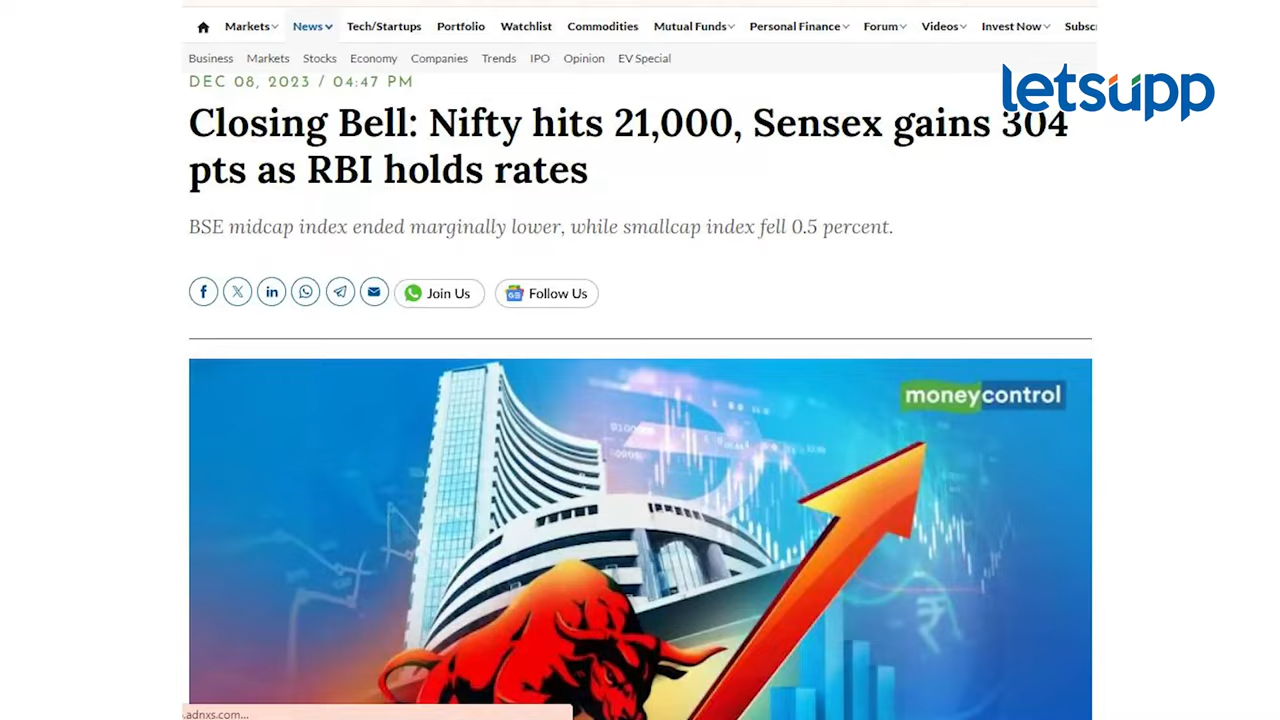 Markets News Tech/Startups Portfolio Watchlist Commodities Mutual Funds Personal Finance Forum Videos Invest Now Subsc
Business Markets Stocks Economy Companies Trends IPO Opinion EV Special
DEC 08, 2023 / 04:47 PM
letsupp
Closing Bell: Nifty hits 21,000, Sensex gains 304
pts as RBI holds rates
BSE midcap index ended marginally lower, while smallcap index fell 0.5 percent.
Join Us Follow Us
moneycontrol
.adnxs.com...